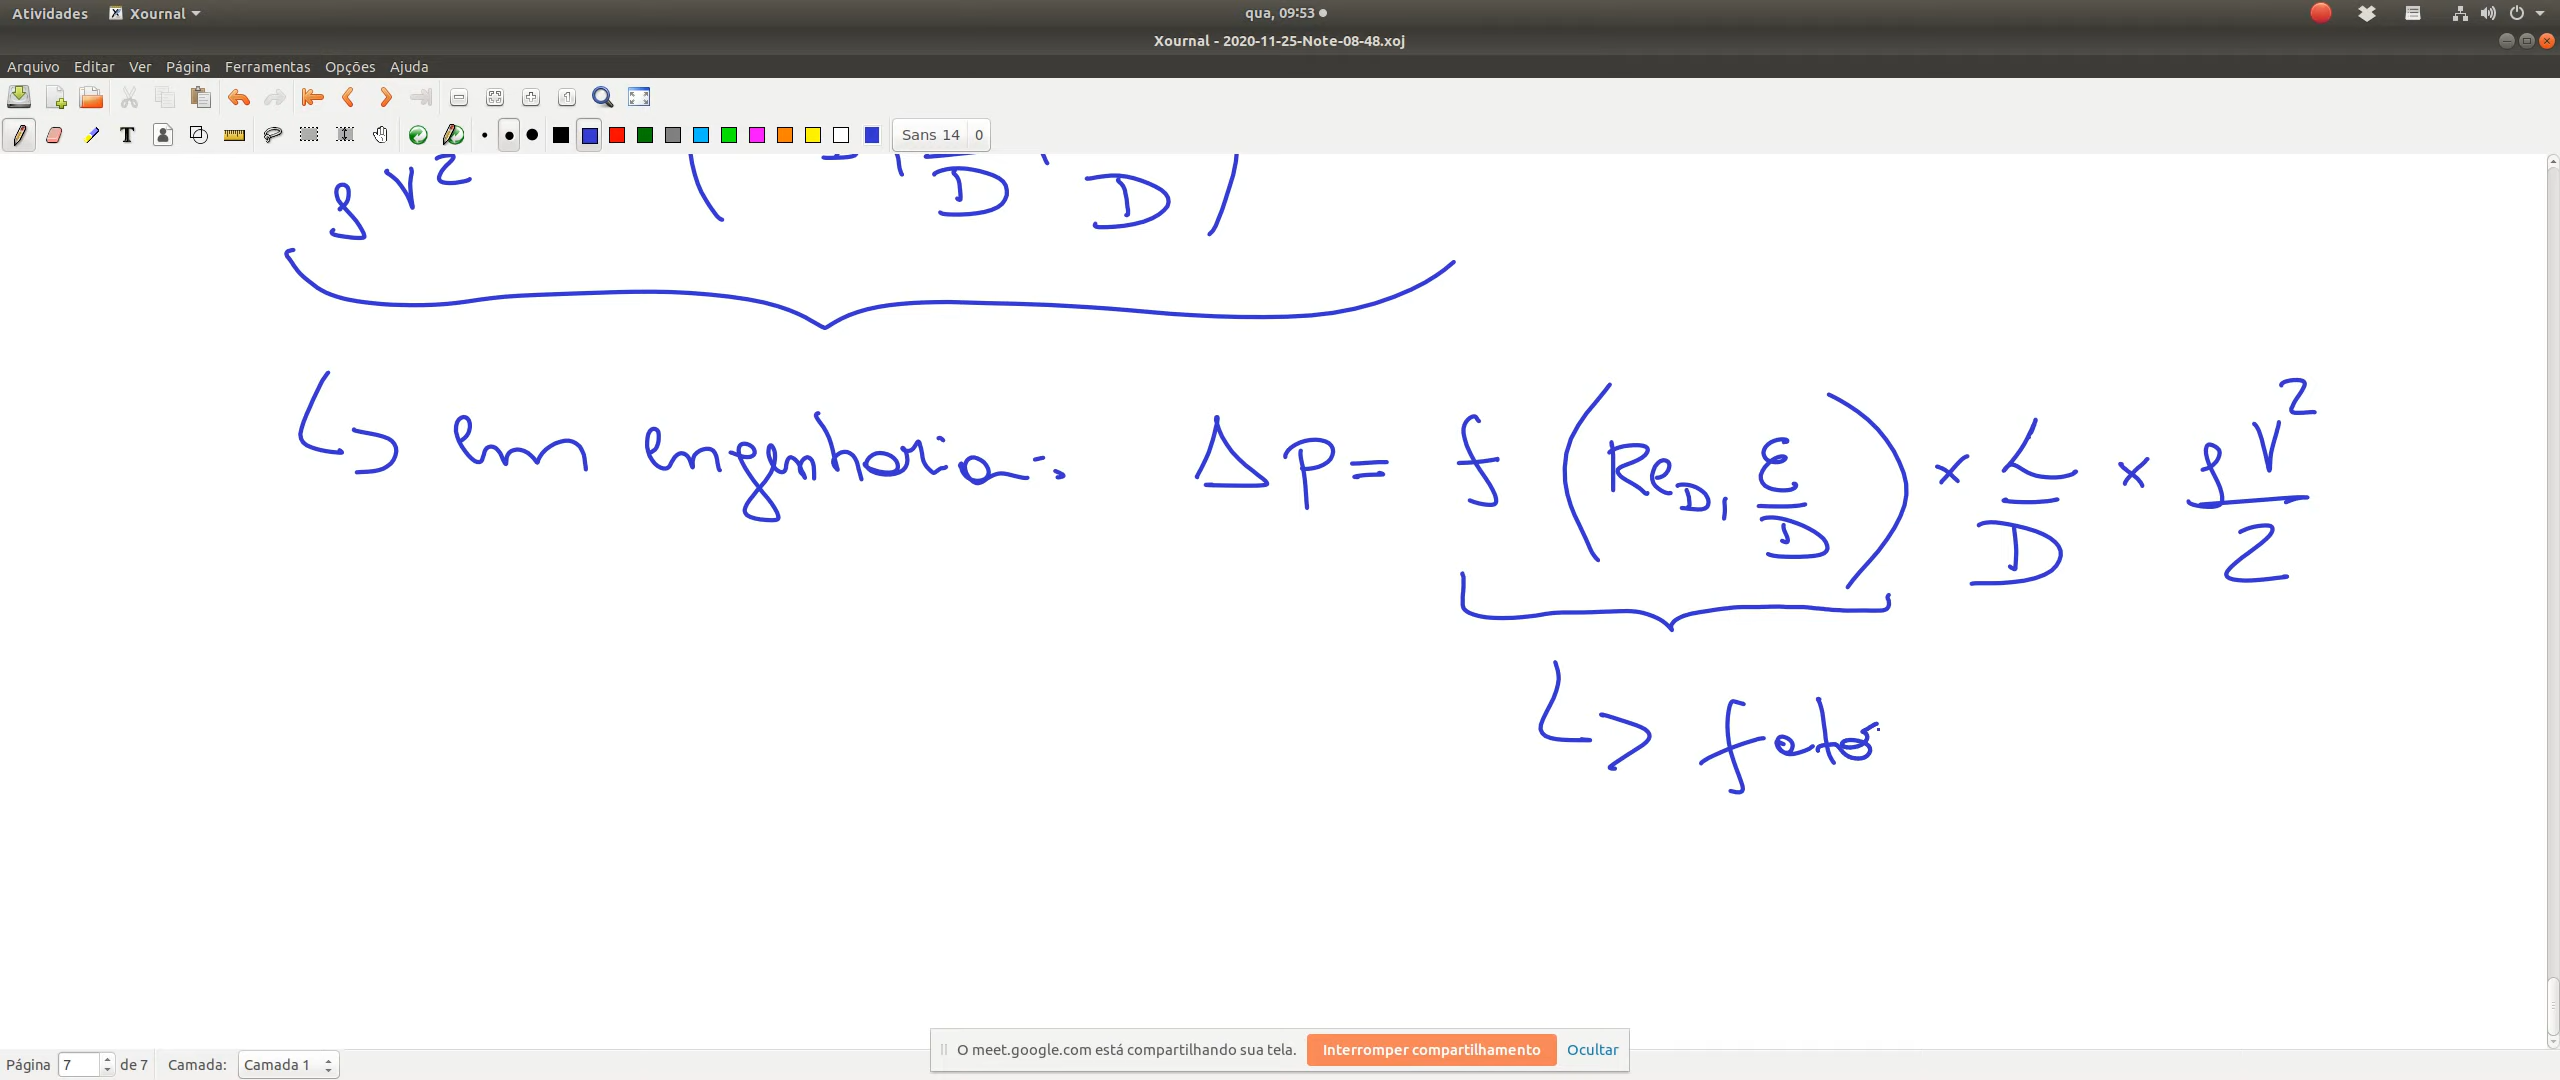 Atividades Xournal qua, 09:53
Xournal - 2020-11-25-Note-08-48.xoj
Arquivo Editar Ver Página Ferramentas Opções Ajuda
Sans 14 0
ρ V² ( D D )
em engenharia: ΔP = f ( Re_D, ε/D ) × L/D × ρV²/2
fato
O meet.google.com está compartilhando sua tela. Interromper compartilhamento Ocultar
Página 7 de 7 Camada: Camada 1